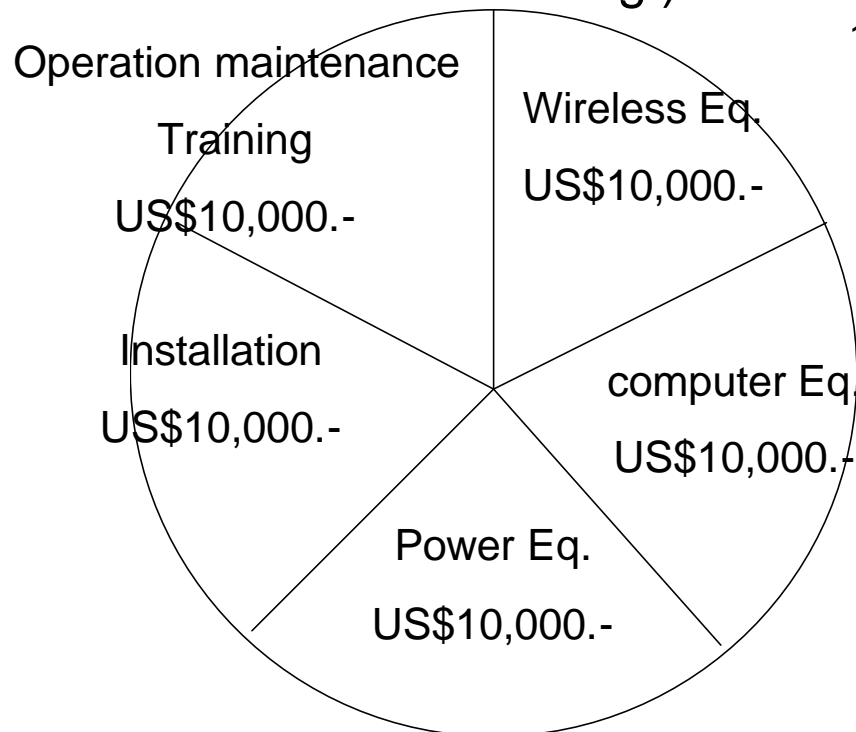 Operation maintenance
Training
US$10,000.-
Wireless Eq.
US$10,000.-
Installation
US$10,000.-
computer Eq.
US$10,000.-
Power Eq.
US$10,000.-